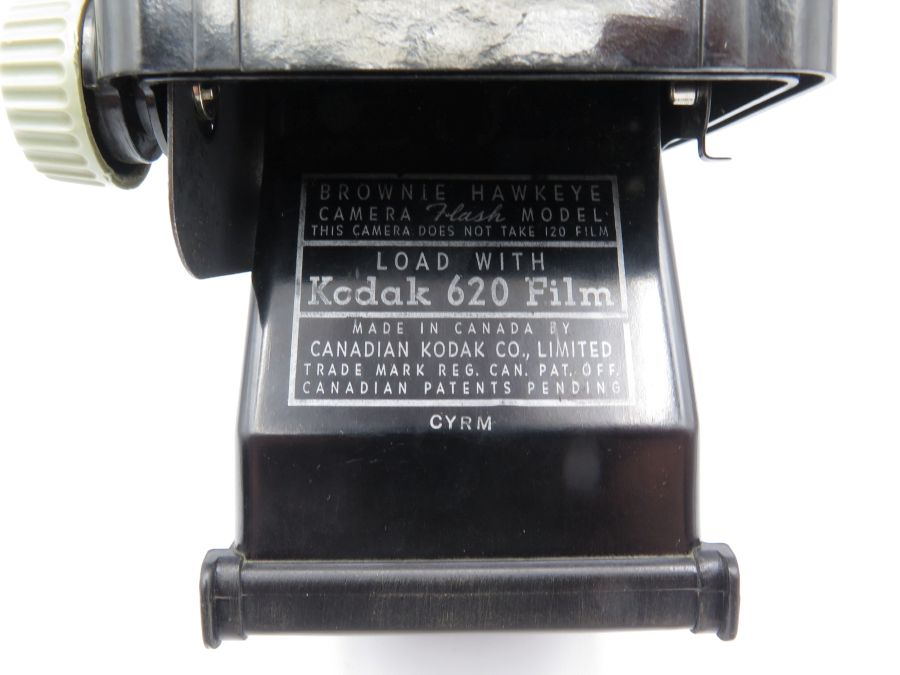 BROWNIE HAWKEYE
CAMERA Flash MODEL
THIS CAMERA DOES NOT TAKE 120 FILM
LOAD WITH
Kodak 620 Film
MADE IN CANADA BY
CANADIAN KODAK CO., LIMITED
TRADE MARK REG. CAN. PAT. OFF.
CANADIAN PATENTS PENDING
CYRM